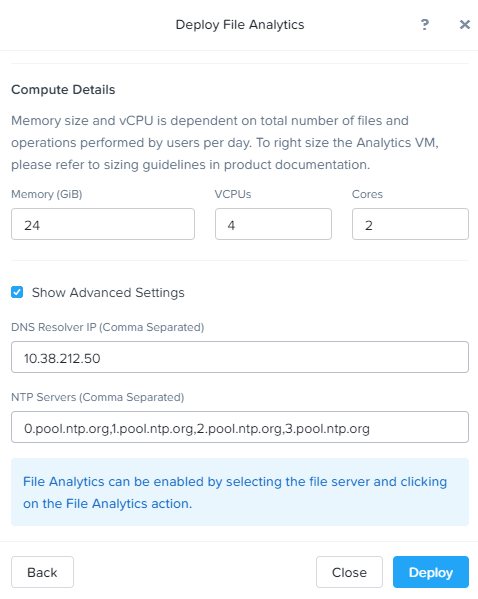 Deploy File Analytics
?
×
Compute Details
Memory size and vCPU is dependent on total number of files and
operations performed by users per day. To right size the Analytics VM,
please refer to sizing guidelines in product documentation.
Memory (GiB) VCPUs Cores
24 4 2
Show Advanced Settings
DNS Resolver IP (Comma Separated)
10.38.212.50
NTP Servers (Comma Separated)
0.pool.ntp.org,1.pool.ntp.org,2.pool.ntp.org,3.pool.ntp.org
File Analytics can be enabled by selecting the file server and clicking
on the File Analytics action.
Back Close Deploy